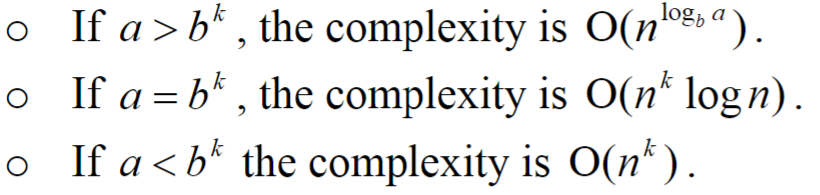 ○ If a > b^k , the complexity is O(n^{log_b a}).
○ If a = b^k , the complexity is O(n^k log n).
○ If a < b^k the complexity is O(n^k).